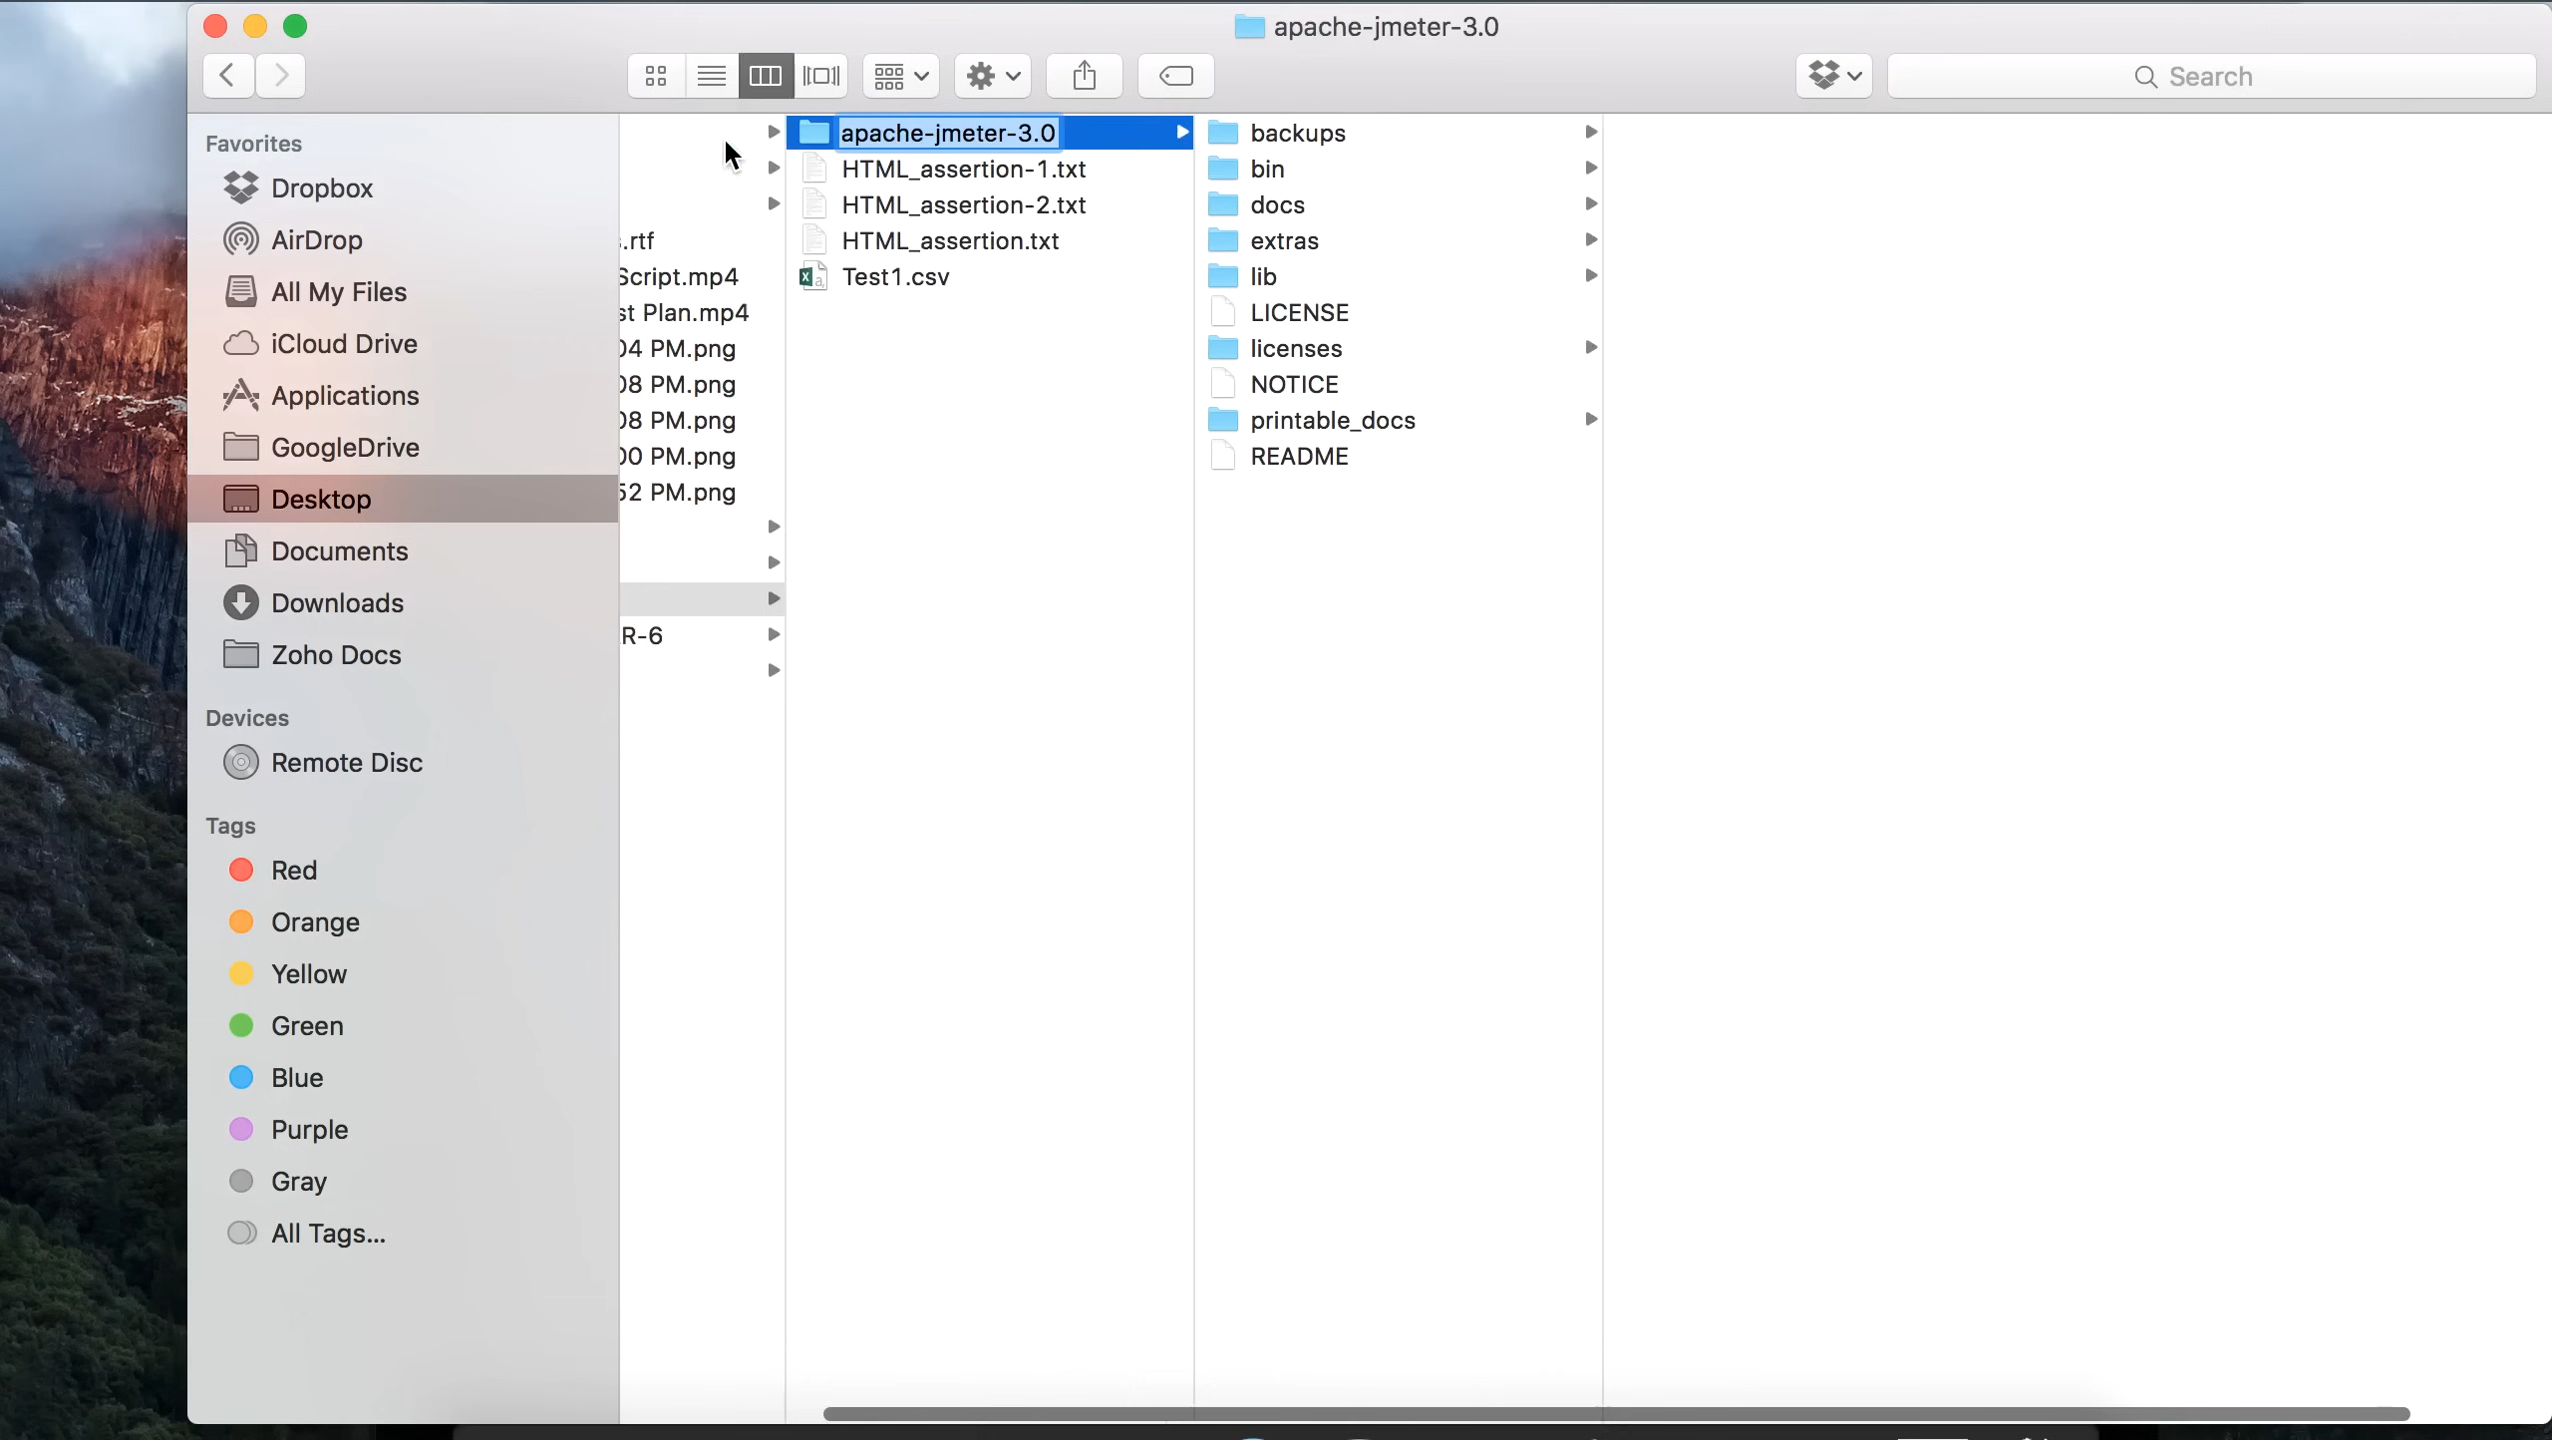 apache-jmeter-3.0
Search
Favorites
Dropbox
AirDrop
All My Files
iCloud Drive
Applications
GoogleDrive
Desktop
Documents
Downloads
Zoho Docs
Devices
Remote Disc
Tags
Red
Orange
Yellow
Green
Blue
Purple
Gray
All Tags...
.rtf
Script.mp4
st Plan.mp4
04 PM.png
08 PM.png
08 PM.png
00 PM.png
52 PM.png
R-6
apache-jmeter-3.0
HTML_assertion-1.txt
HTML_assertion-2.txt
HTML_assertion.txt
Test1.csv
backups
bin
docs
extras
lib
LICENSE
licenses
NOTICE
printable_docs
README